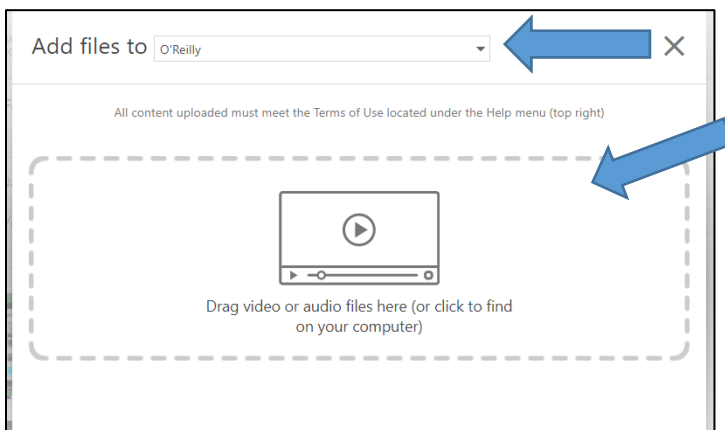 Add files to O'Reilly
All content uploaded must meet the Terms of Use located under the Help menu (top right)
Drag video or audio files here (or click to find
on your computer)